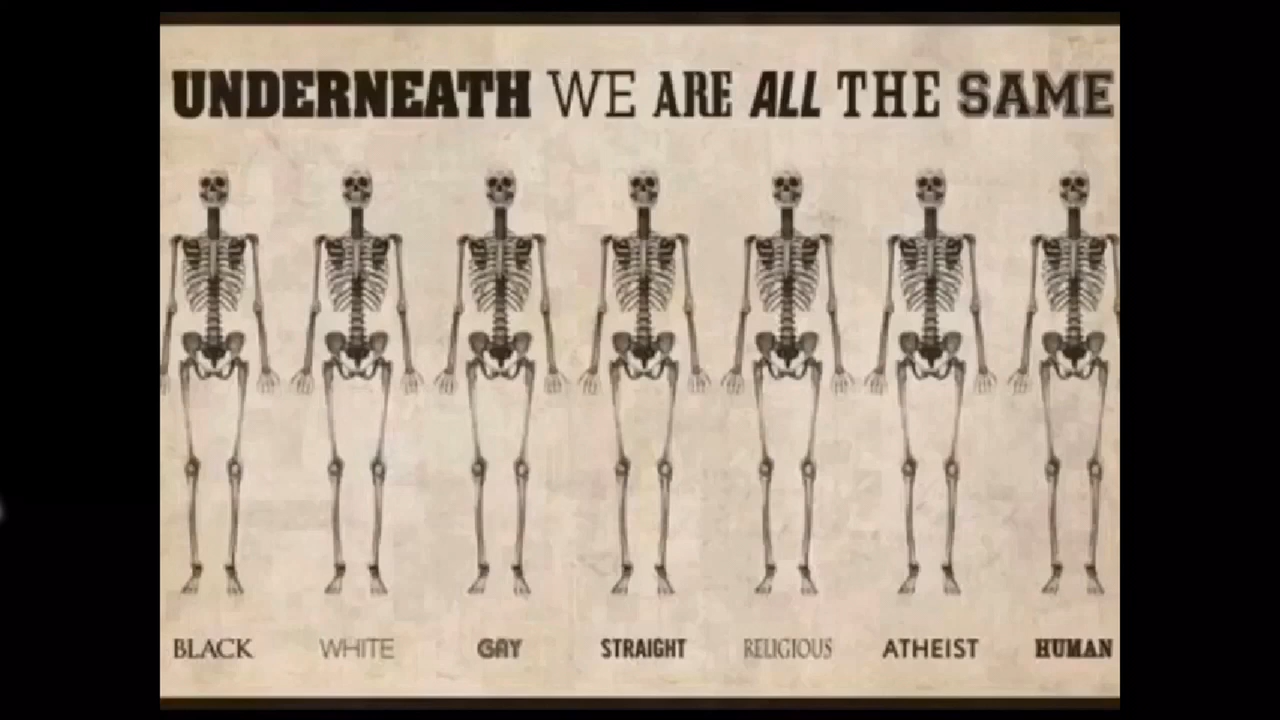 UNDERNEATH WE ARE ALL THE SAME
BLACK WHITE GAY STRAIGHT RELIGIOUS ATHEIST HUMAN